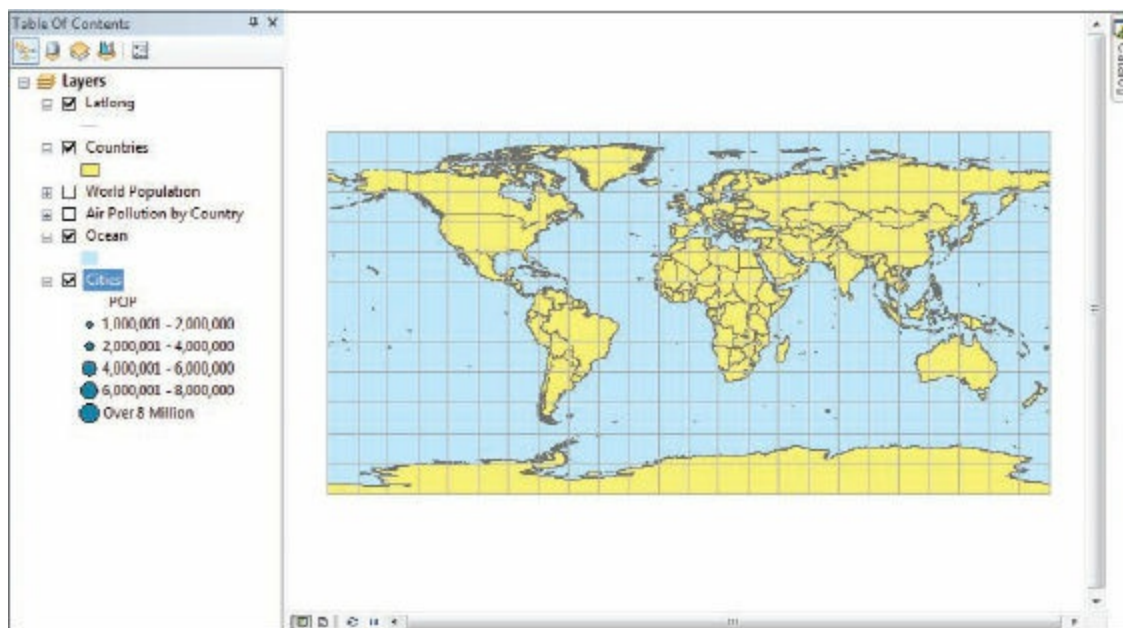 Table Of Contents
Layers
Latlong
Countries
World Population
Air Pollution by Country
Ocean
Cities
POP
1,000,001 - 2,000,000
2,000,001 - 4,000,000
4,000,001 - 6,000,000
6,000,001 - 8,000,000
Over 8 Million
Catalog